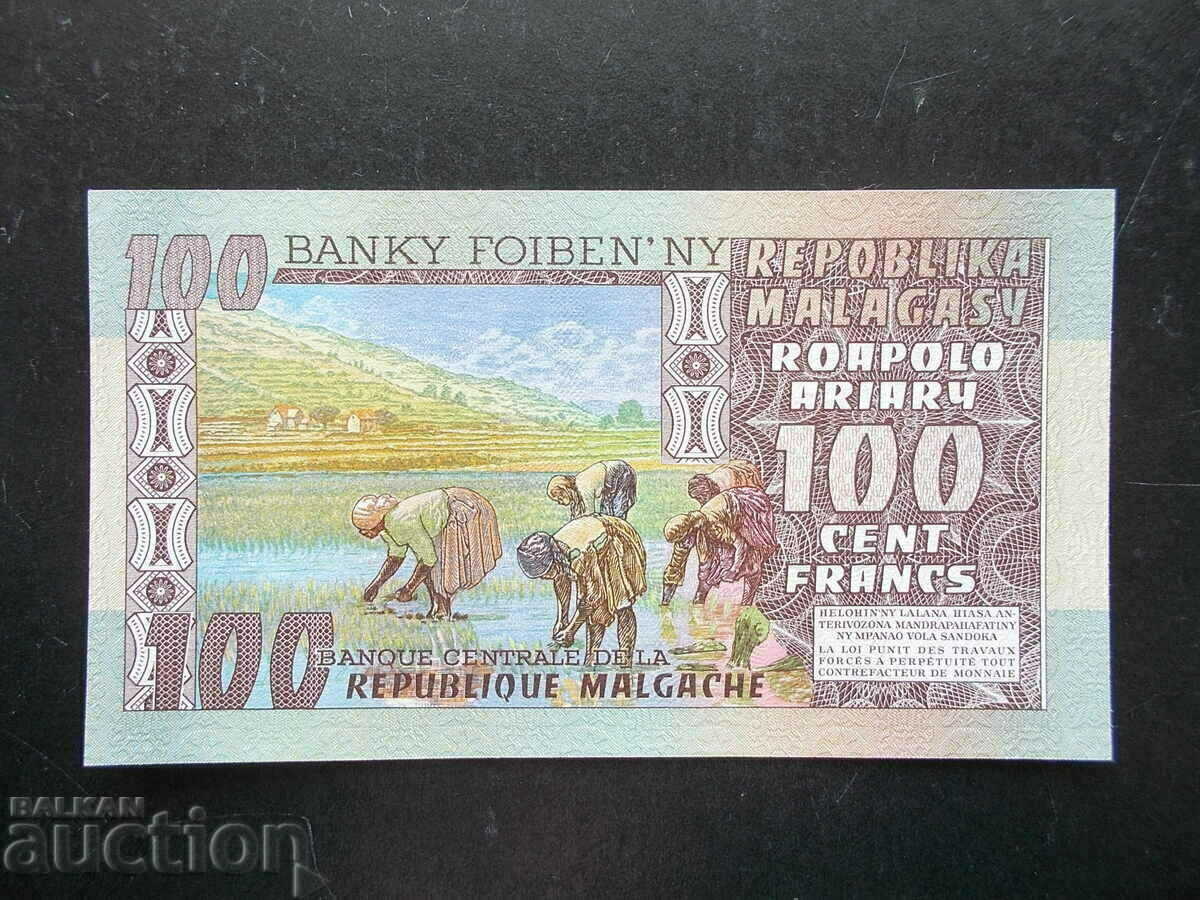 100
BANKY FOIBEN'NY
REPOBLIKA
MALAGASY
ROAPOLO
ARIARY
100
CENT
FRANCS
HELOHIN'NY LALANA HIASA AN-
TERIVOZONA MANDRAPAHAFATINY
NY MPANAO VOLA SANDOKA
LA LOI PUNIT DES TRAVAUX
FORCÉS A PERPÉTUITÉ TOUT
CONTREFACTEUR DE MONNAIE
100
BANQUE CENTRALE DE LA
REPUBLIQUE MALGACHE
BALKAN
auction